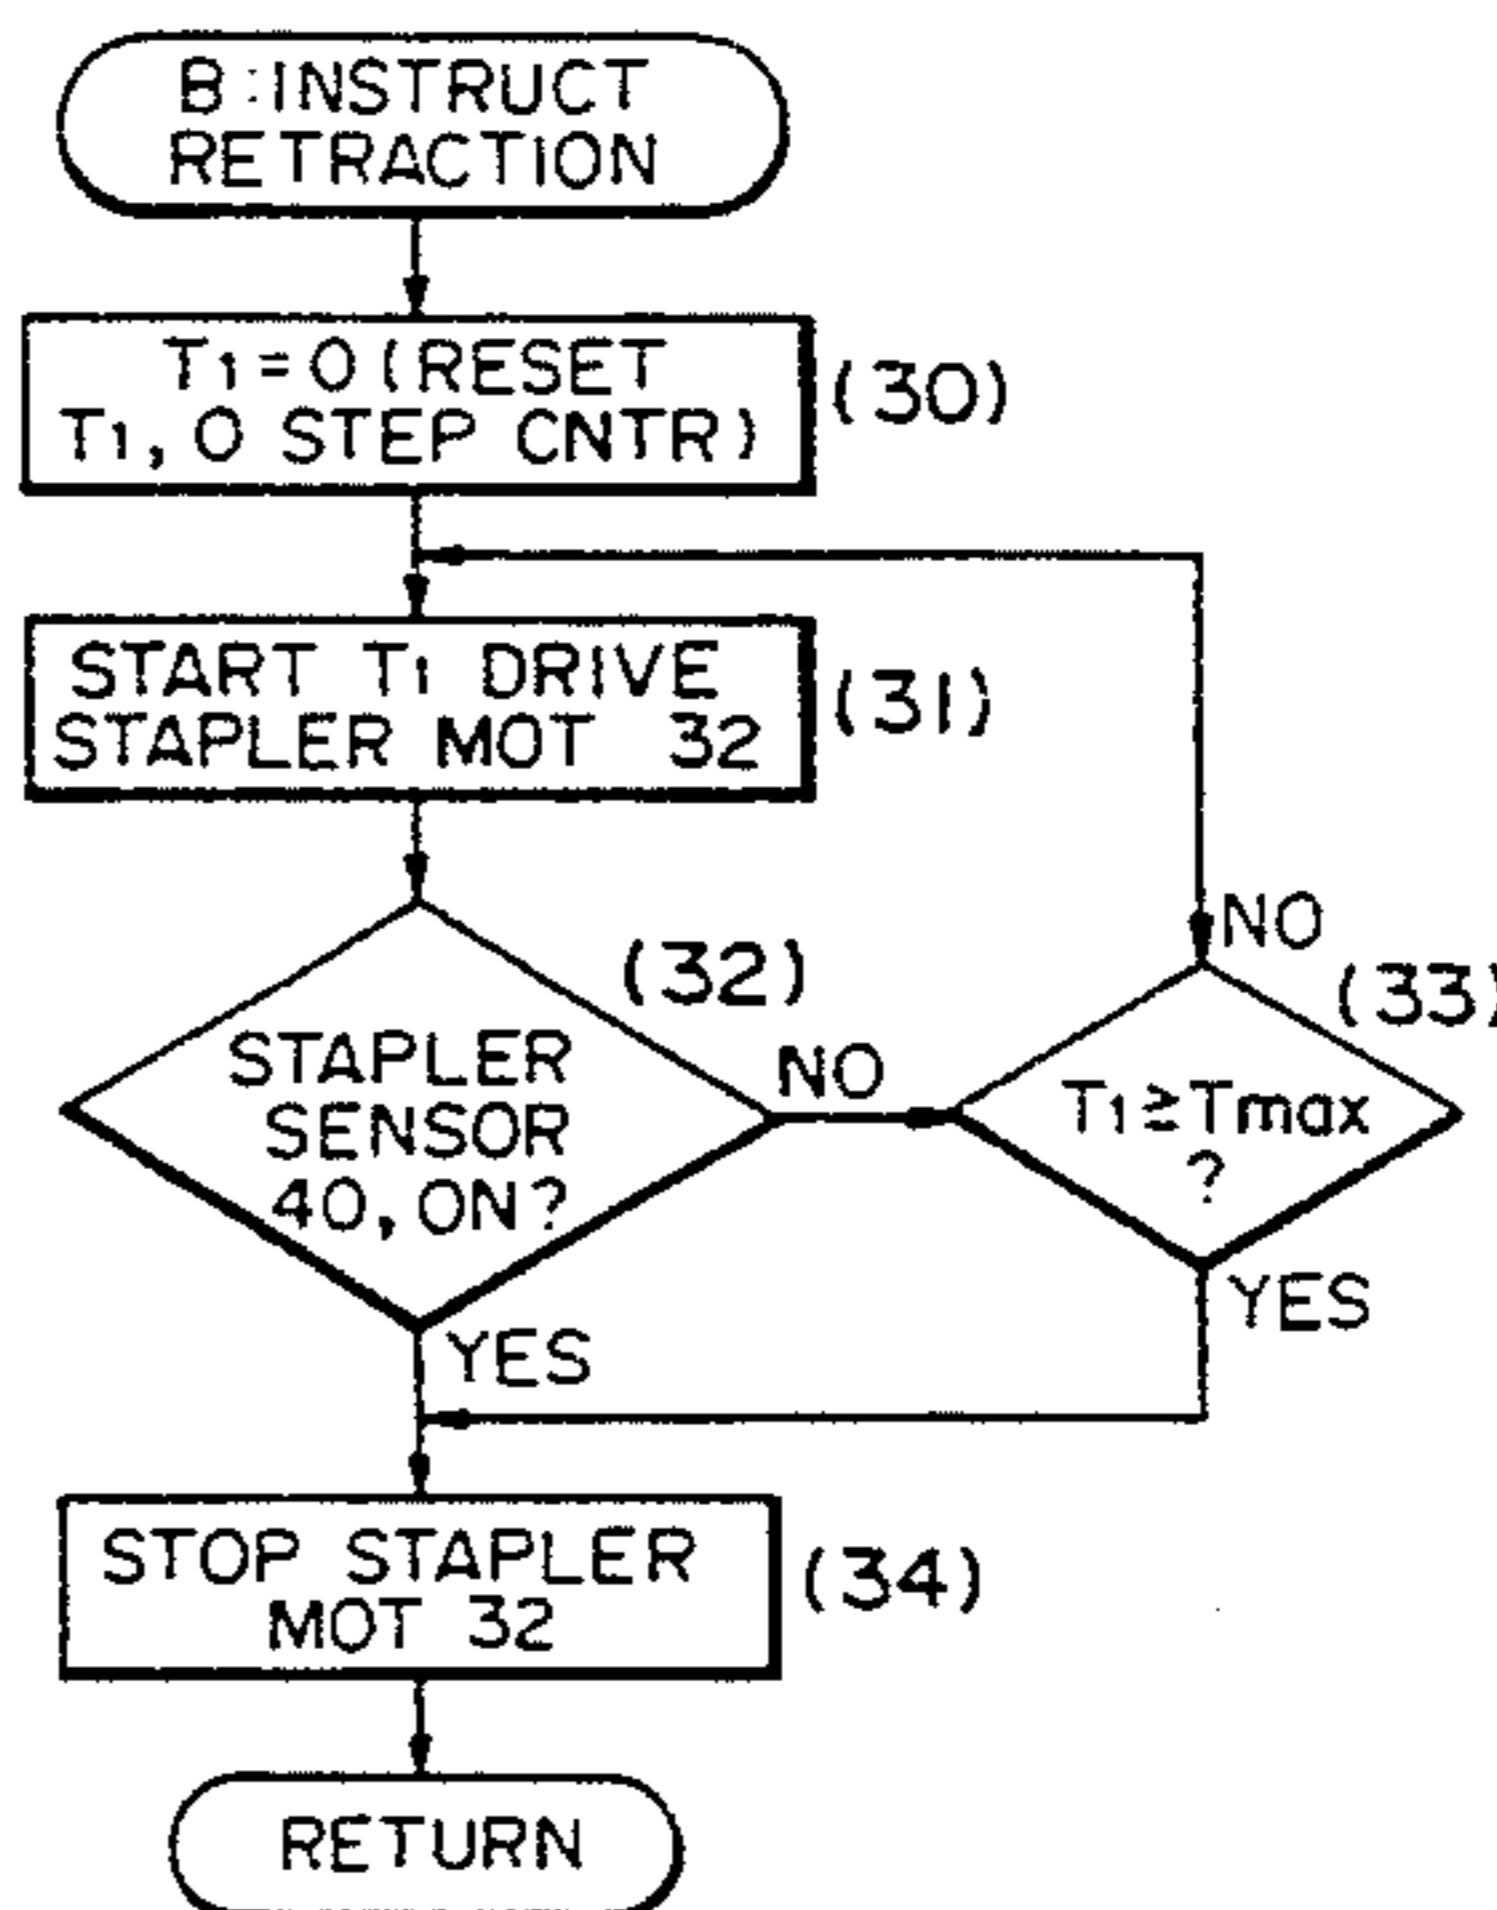 B:INSTRUCT
RETRACTION
T1=0(RESET
T1,0 STEP CNTR)
(30)
START T1 DRIVE
STAPLER MOT 32
(31)
STAPLER
SENSOR
40,ON?
(32)
NO
YES
T1≧Tmax
?
(33)
NO
YES
STOP STAPLER
MOT 32
(34)
RETURN